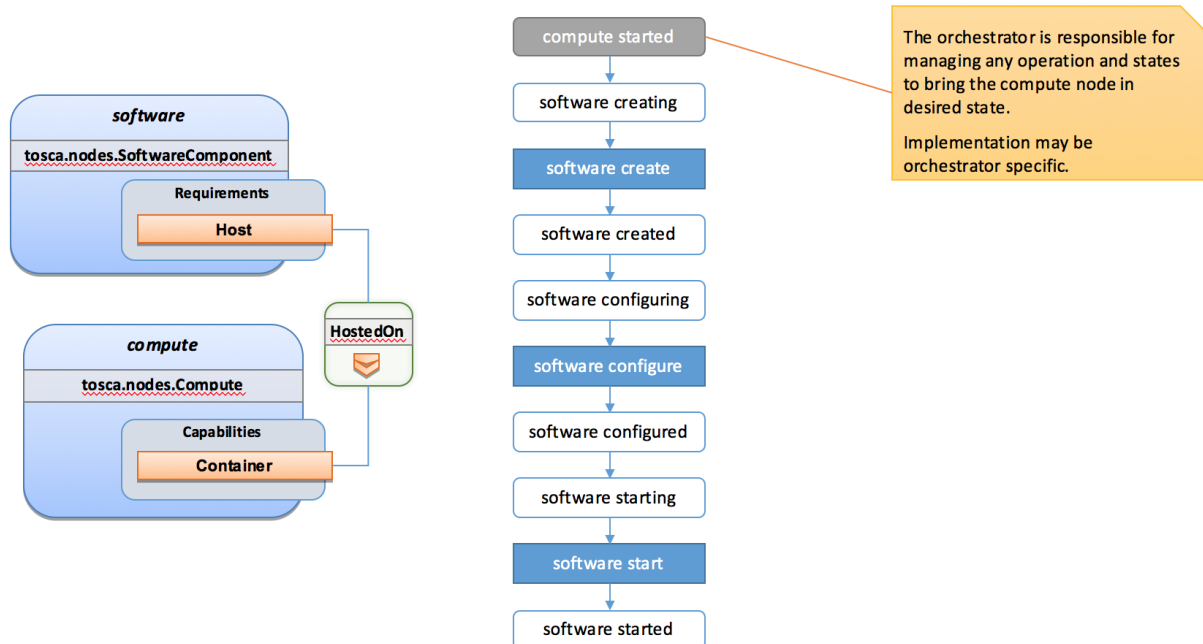 software
tosca.nodes.SoftwareComponent
Requirements
Host
HostedOn
compute
tosca.nodes.Compute
Capabilities
Container
compute started
software creating
software create
software created
software configuring
software configure
software configured
software starting
software start
software started
The orchestrator is responsible for
managing any operation and states
to bring the compute node in
desired state.
Implementation may be
orchestrator specific.